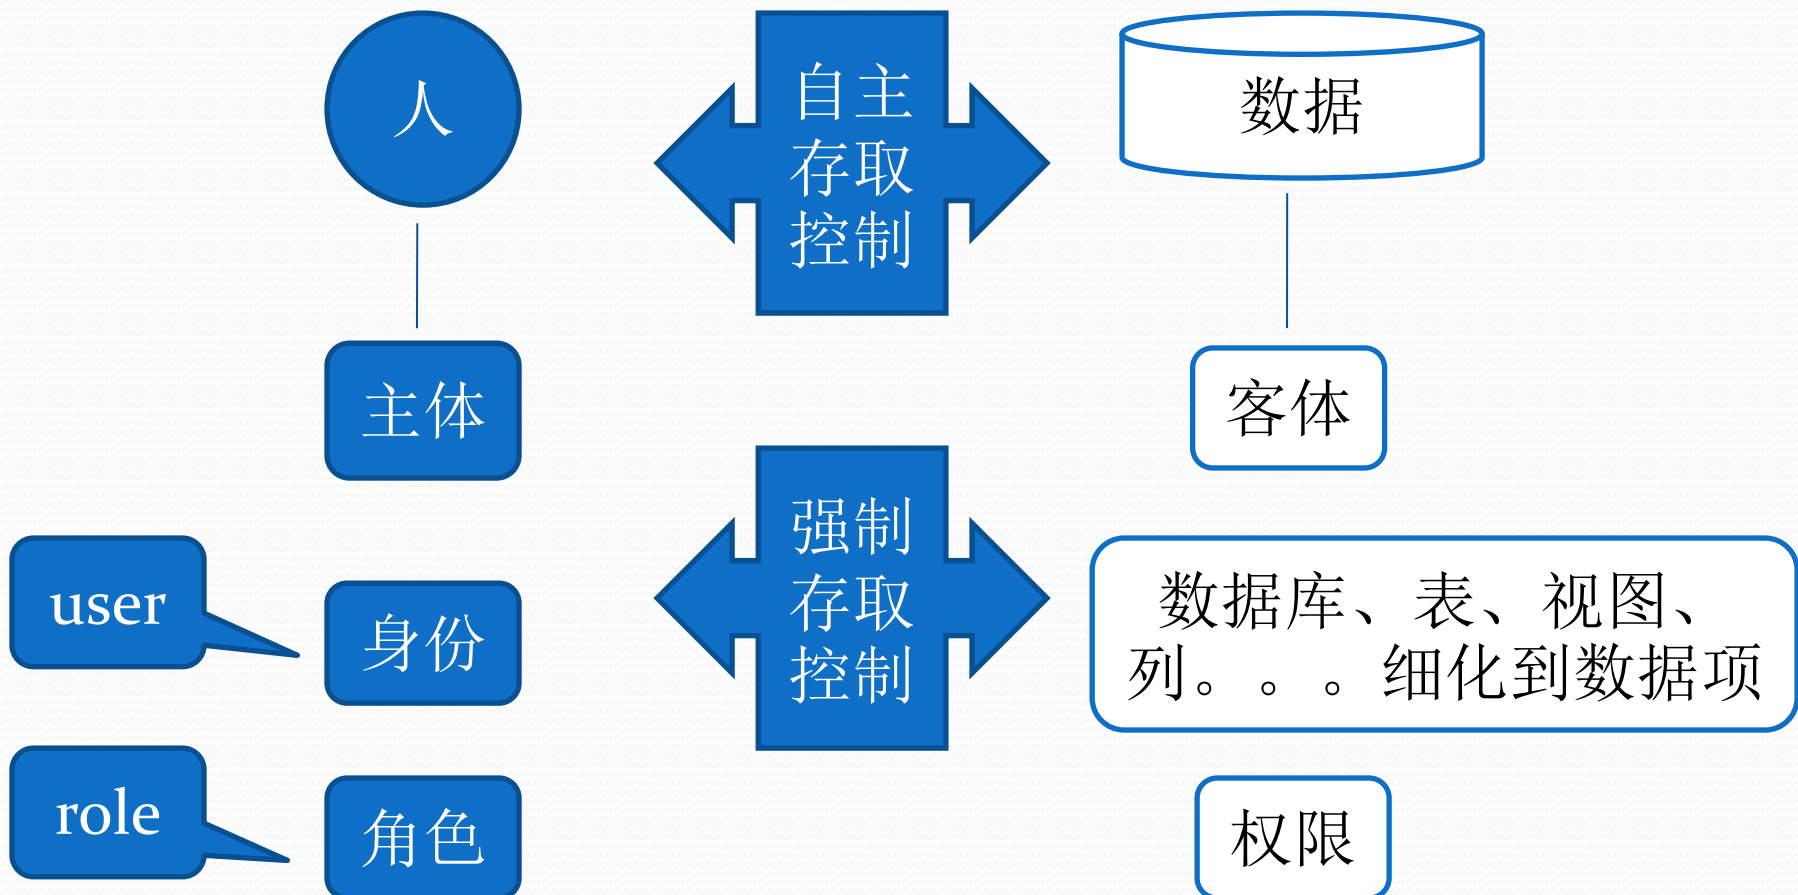 人
自主
存取
控制
数据
主体
客体
强制
存取
控制
user
身份
数据库、表、视图、
列。。。细化到数据项
role
角色
权限